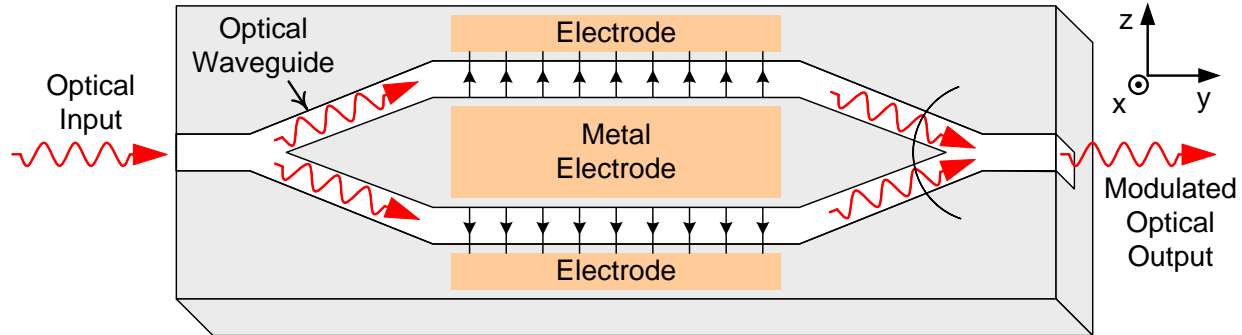 Optical
Waveguide
Electrode
z
Optical
Input
x
y
Metal
Electrode
Modulated
Optical
Output
Electrode